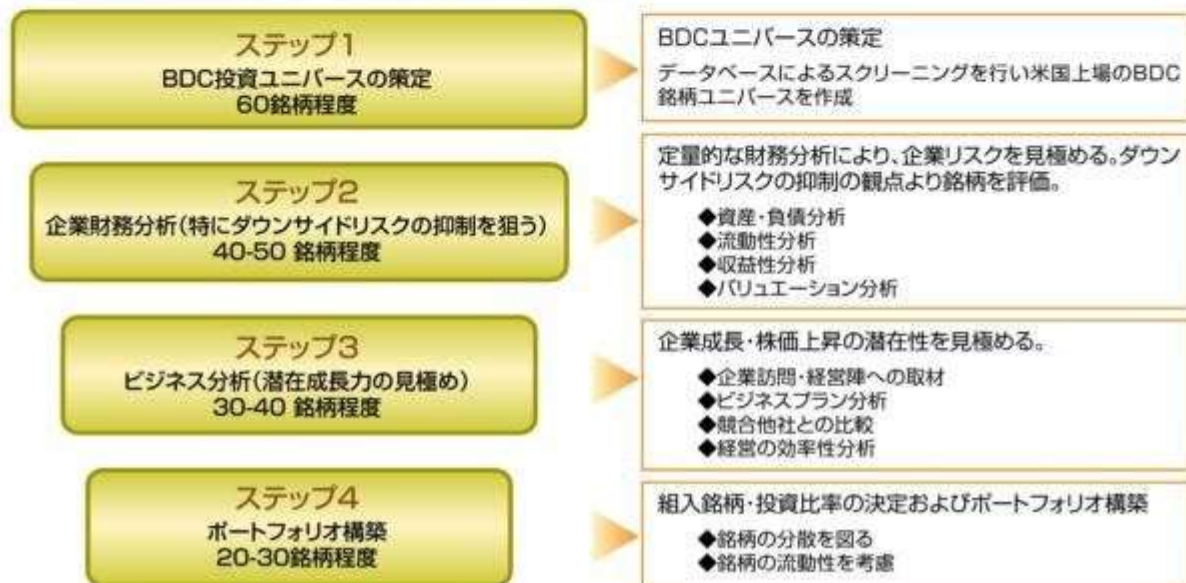 ステップ1
BDC投資ユニバースの策定
60銘柄程度
BDCユニバースの策定
データベースによるスクリーニングを行い米国上場のBDC
銘柄ユニバースを作成
ステップ2
企業財務分析(特にダウンサイドリスクの抑制を狙う)
40-50 銘柄程度
定量的な財務分析により、企業リスクを見極める。ダウン
サイドリスクの抑制の観点より銘柄を評価。
◆資産・負債分析
◆流動性分析
◆収益性分析
◆バリュエーション分析
ステップ3
ビジネス分析(潜在成長力の見極め)
30-40 銘柄程度
企業成長・株価上昇の潜在性を見極める。
◆企業訪問・経営陣への取材
◆ビジネスプラン分析
◆競合他社との比較
◆経営の効率性分析
ステップ4
ポートフォリオ構築
20-30銘柄程度
組入銘柄・投資比率の決定およびポートフォリオ構築
◆銘柄の分散を図る
◆銘柄の流動性を考慮